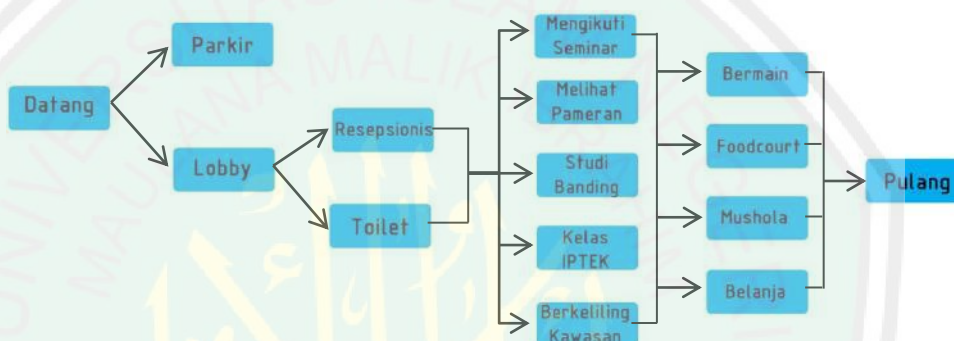 Datang
Parkir
Lobby
Resepsionis
Toilet
Mengikuti
Seminar
Melihat
Pameran
Studi
Banding
Kelas
IPTEK
Berkeliling
Kawasan
Bermain
Foodcourt
Mushola
Belanja
Pulang